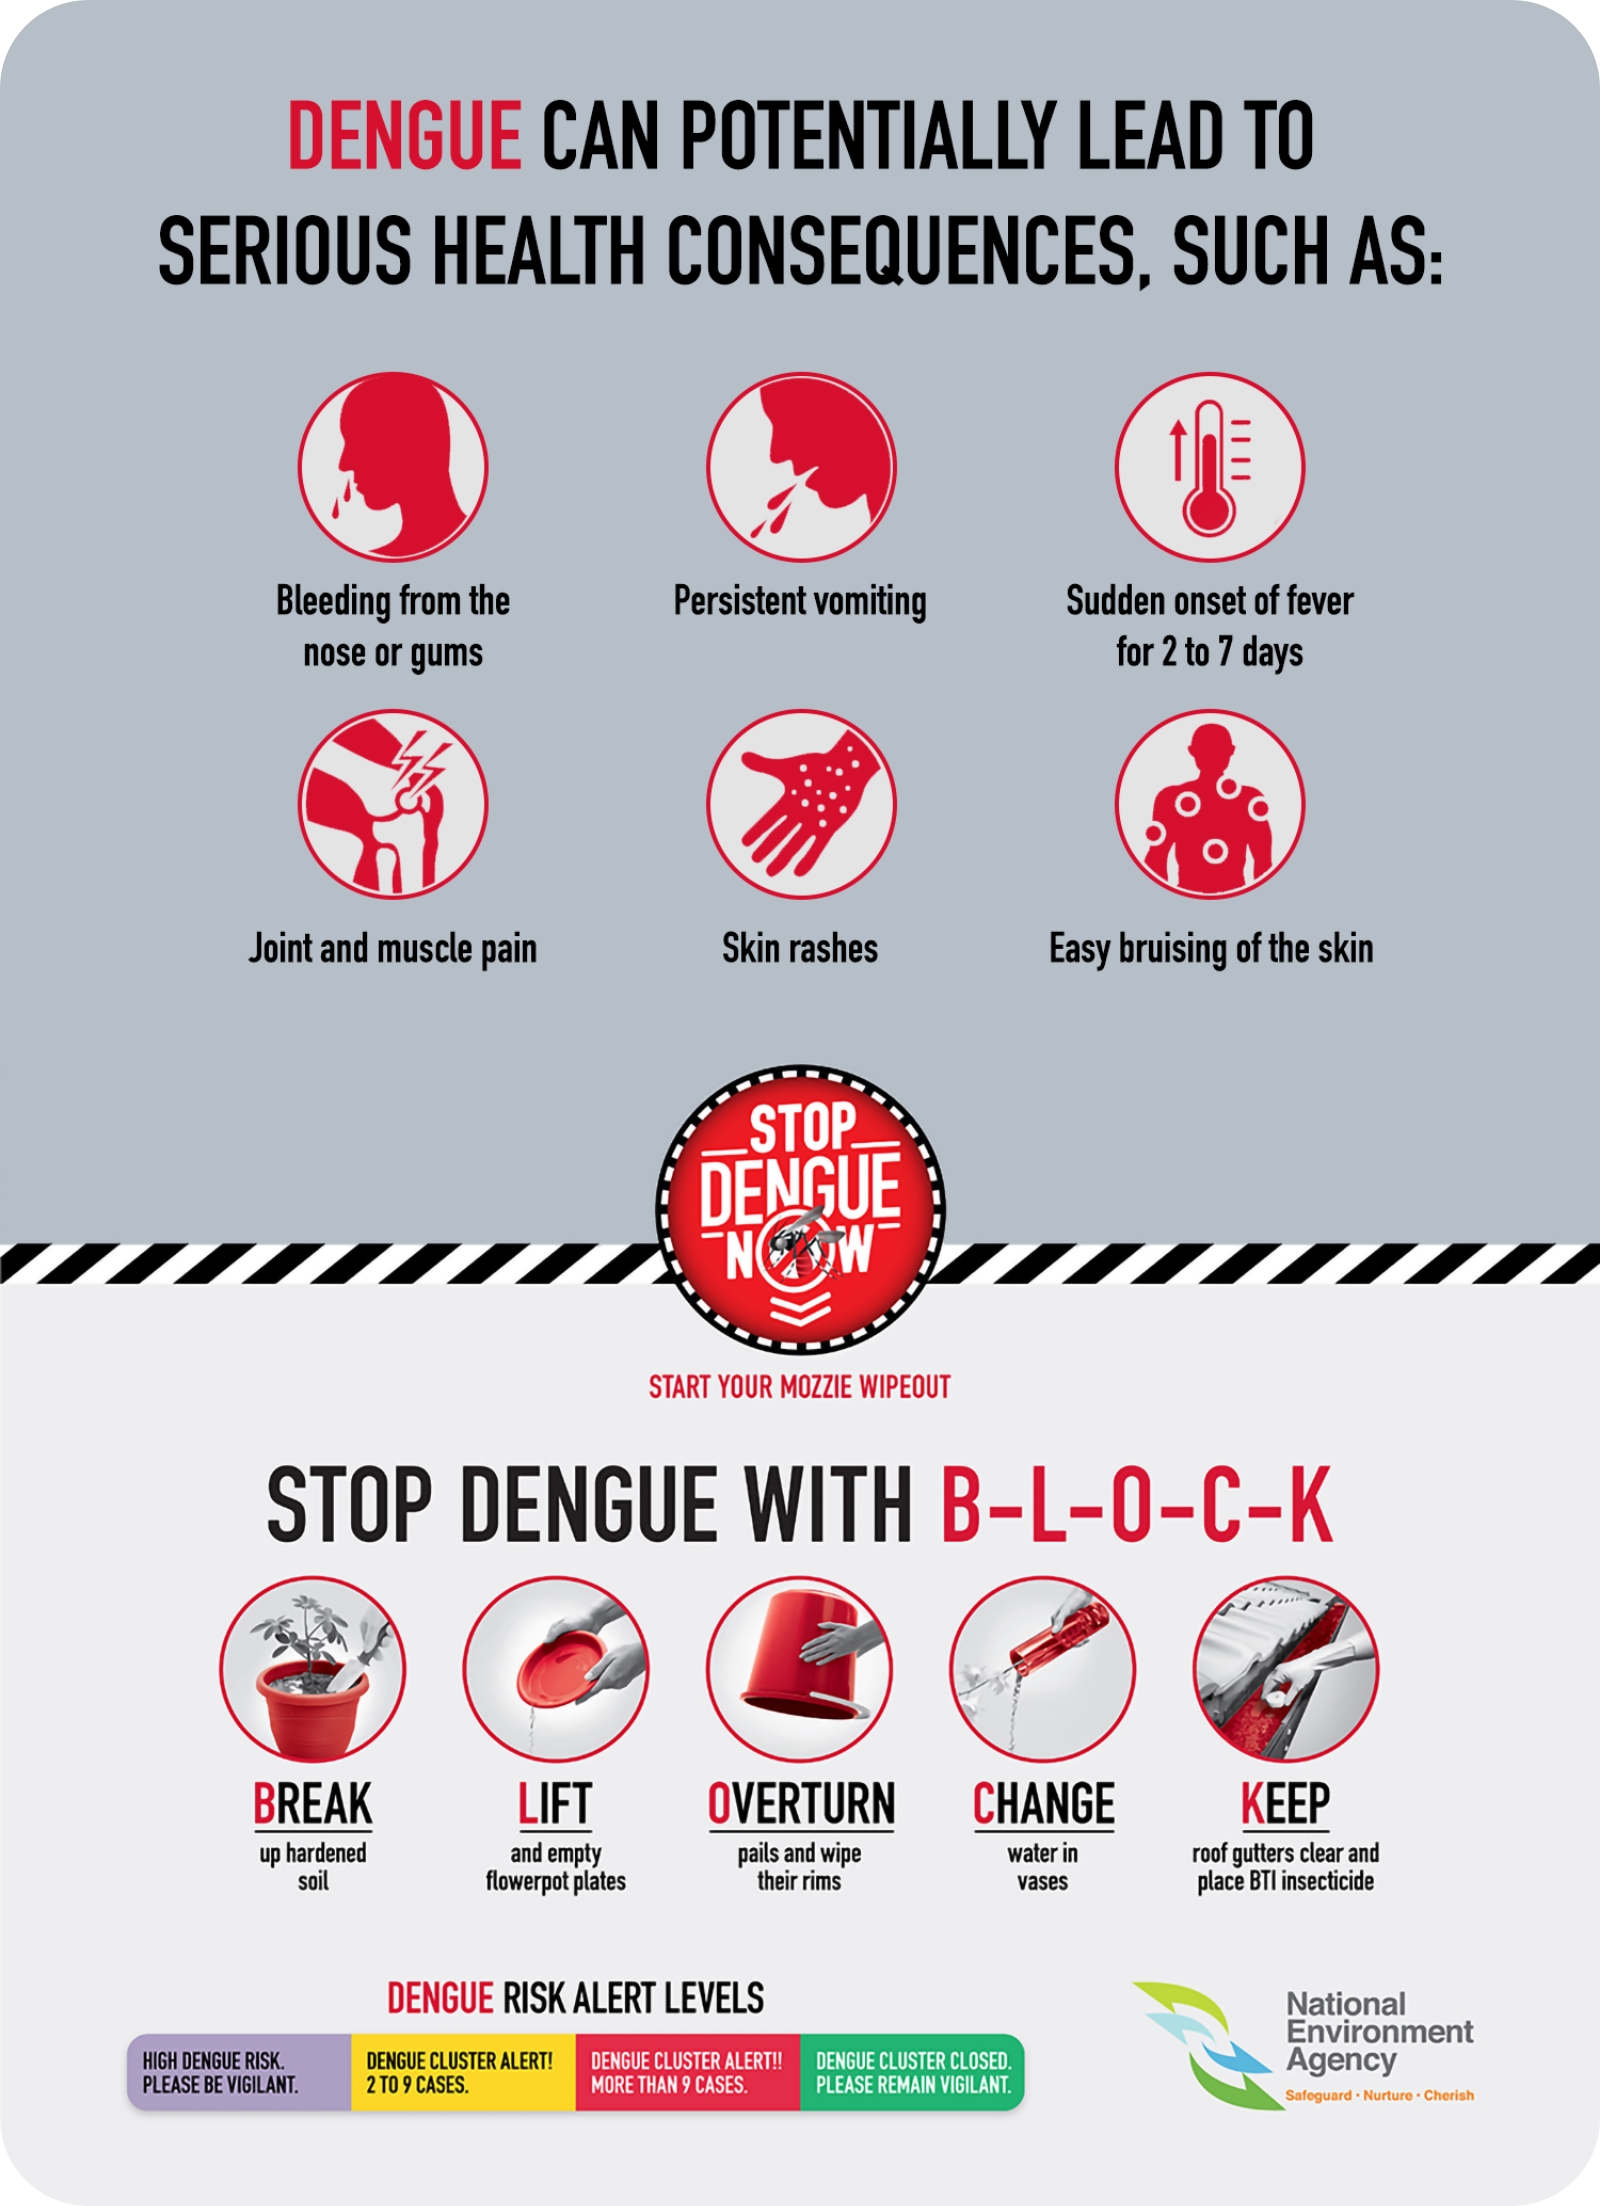 DENGUE CAN POTENTIALLY LEAD TO
SERIOUS HEALTH CONSEQUENCES, SUCH AS:
Bleeding from the
nose or gums
Persistent vomiting
Sudden onset of fever
for 2 to 7 days
Joint and muscle pain
Skin rashes
Easy bruising of the skin
STOP
DENGUE
NOW
START YOUR MOZZIE WIPEOUT
STOP DENGUE WITH B-L-O-C-K
BREAK
up hardened
soil
LIFT
and empty
flowerpot plates
OVERTURN
pails and wipe
their rims
CHANGE
water in
vases
KEEP
roof gutters clear and
place BTI insecticide
DENGUE RISK ALERT LEVELS
HIGH DENGUE RISK.
PLEASE BE VIGILANT.
DENGUE CLUSTER ALERT!
2 TO 9 CASES.
DENGUE CLUSTER ALERT!!
MORE THAN 9 CASES.
DENGUE CLUSTER CLOSED.
PLEASE REMAIN VIGILANT.
National
Environment
Agency
Safeguard · Nurture · Cherish